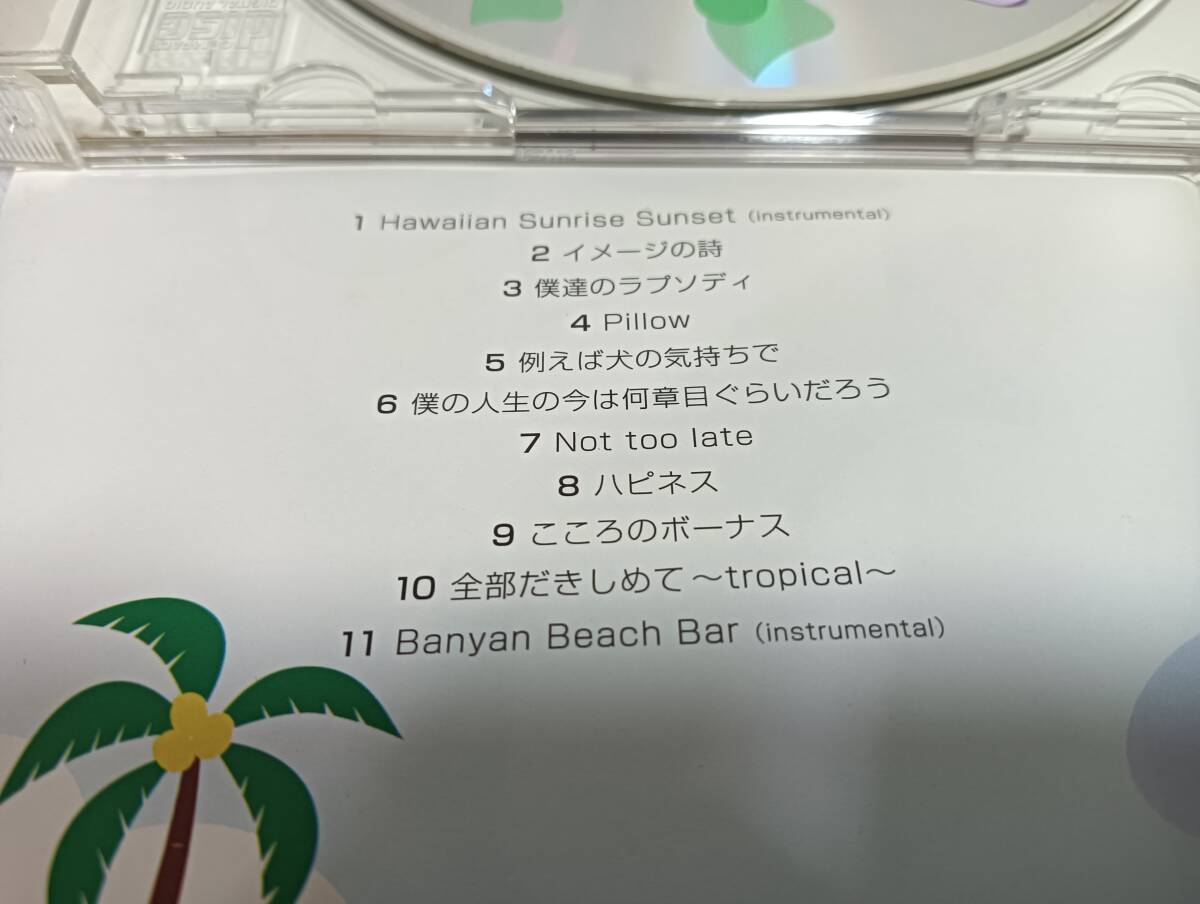 COMPACT
disc
DIGITAL AUDIO
1 Hawaiian Sunrise Sunset (instrumental)
2 イメージの詩
3 僕達のラプソディ
4 Pillow
5 例えば犬の気持ちで
6 僕の人生の今は何章目ぐらいだろう
7 Not too late
8 ハピネス
9 こころのボーナス
10 全部だきしめて～tropical～
11 Banyan Beach Bar (instrumental)